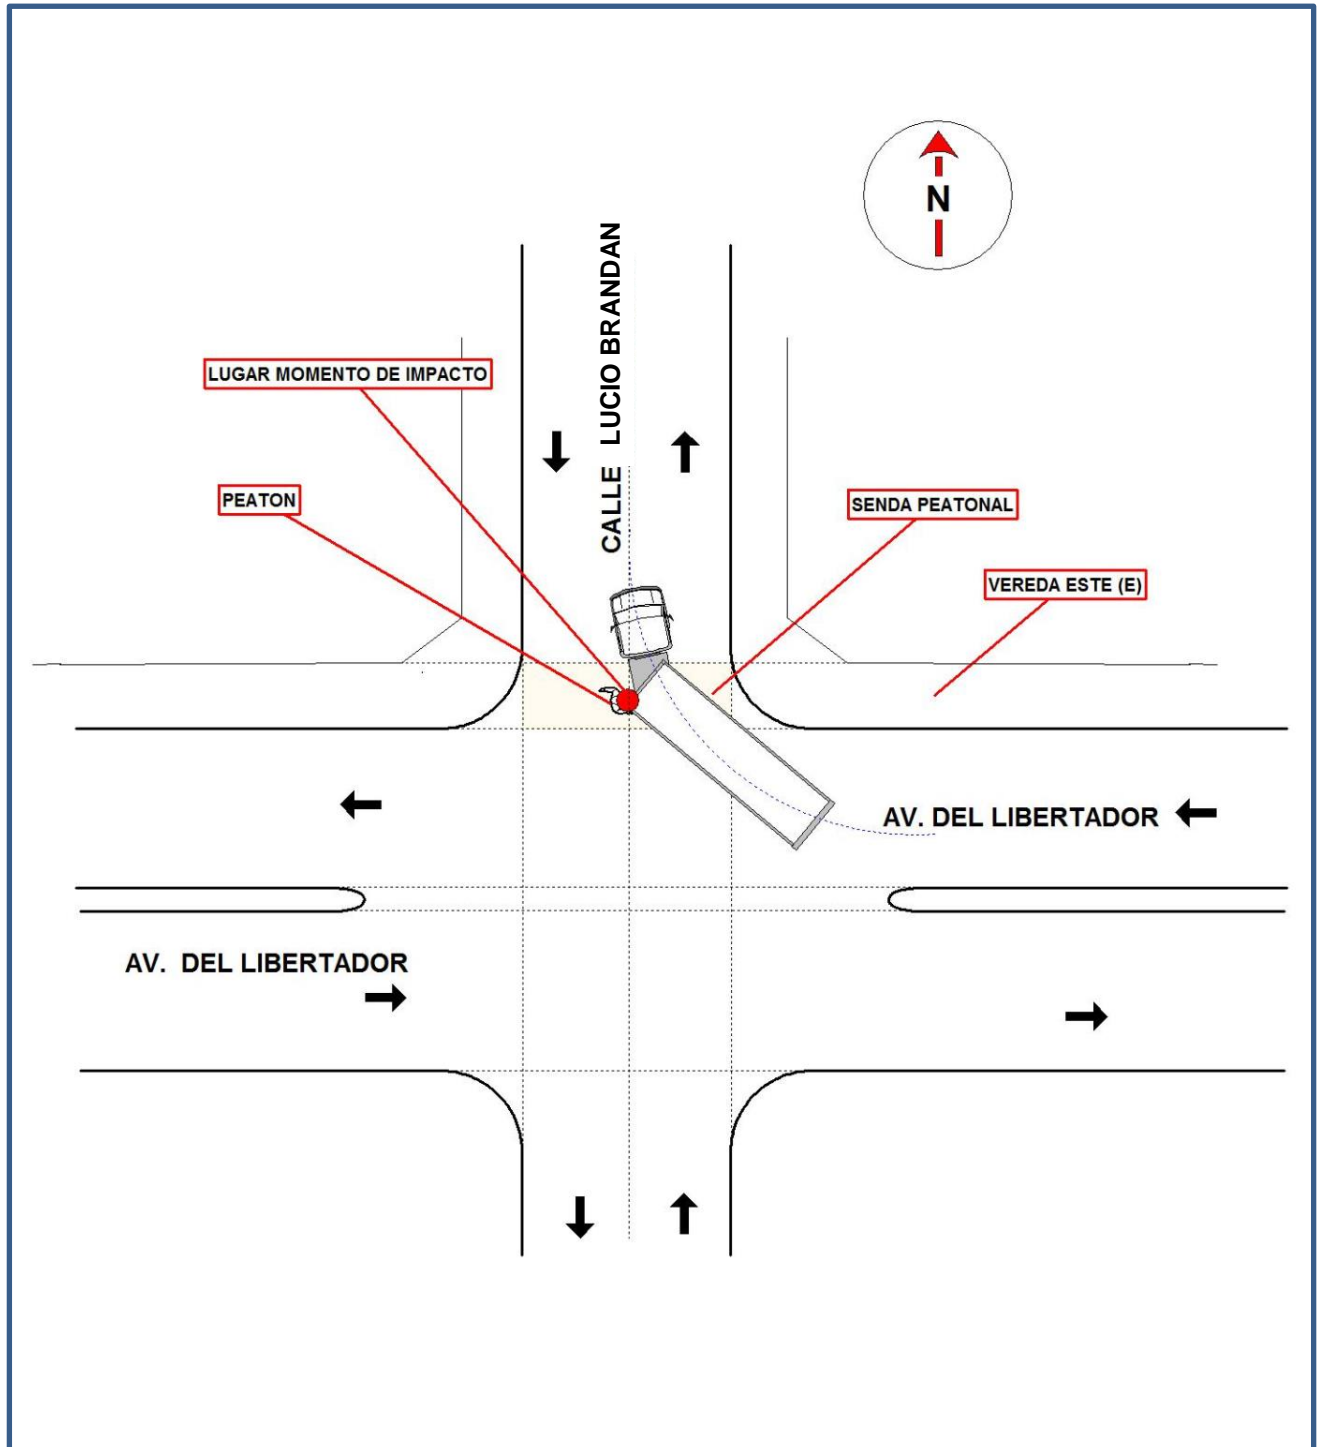 N
CALLE LUCIO BRANDAN
LUGAR MOMENTO DE IMPACTO
PEATON
SENDA PEATONAL
VEREDA ESTE (E)
AV. DEL LIBERTADOR
AV. DEL LIBERTADOR